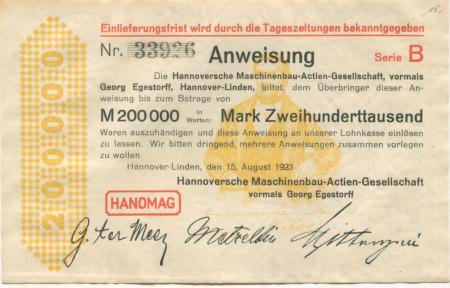 15,-
Einlieferungsfrist wird durch die Tageszeitungen bekanntgegeben
Nr. 33926 Anweisung Serie B
Die Hannoversche Maschinenbau-Actien-Gesellschaft, vormals
Georg Egestorff, Hannover-Linden, bittet, dem Überbringer dieser An-
weisung bis zum Betrage von
M 200000 in Worten: Mark Zweihunderttausend
Waren auszuhändigen und diese Anweisung an unserer Lohnkasse einlösen
zu lassen. Wir bitten dringend, mehrere Anweisungen zusammen vorlegen
zu wollen
Hannover-Linden, den 15. August 1923
Hannoversche Maschinenbau-Actien-Gesellschaft
vormals Georg Egestorff
HANOMAG
G. ter Meer
200000